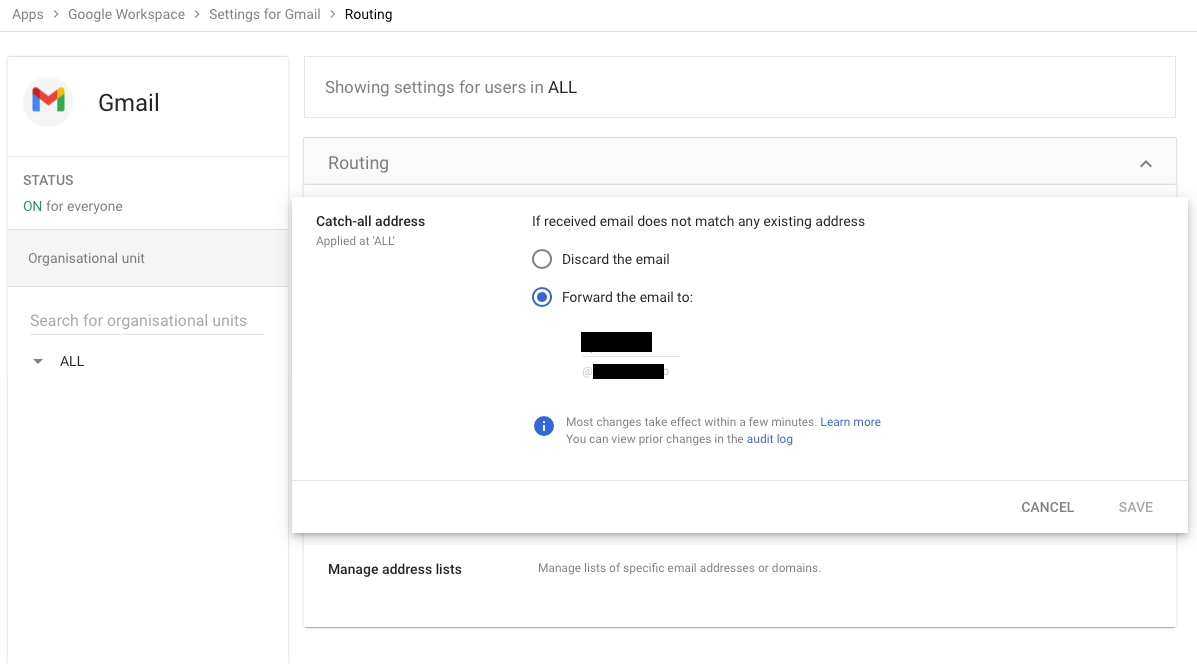 Apps > Google Workspace > Settings for Gmail > Routing
Gmail
STATUS
ON for everyone
Organisational unit
Search for organisational units
ALL
Showing settings for users in ALL
Routing
Catch-all address
Applied at 'ALL'
If received email does not match any existing address
Discard the email
Forward the email to:
@
Most changes take effect within a few minutes. Learn more
You can view prior changes in the audit log
CANCEL SAVE
Manage address lists
Manage lists of specific email addresses or domains.